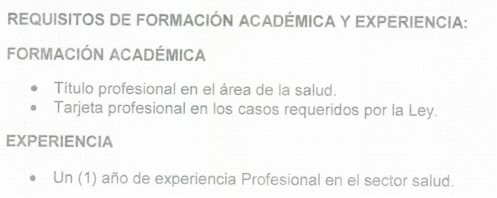 REQUISITOS DE FORMACIÓN ACADÉMICA Y EXPERIENCIA:
FORMACIÓN ACADÉMICA
• Título profesional en el área de la salud.
• Tarjeta profesional en los casos requeridos por la Ley.
EXPERIENCIA
• Un (1) año de experiencia Profesional en el sector salud.